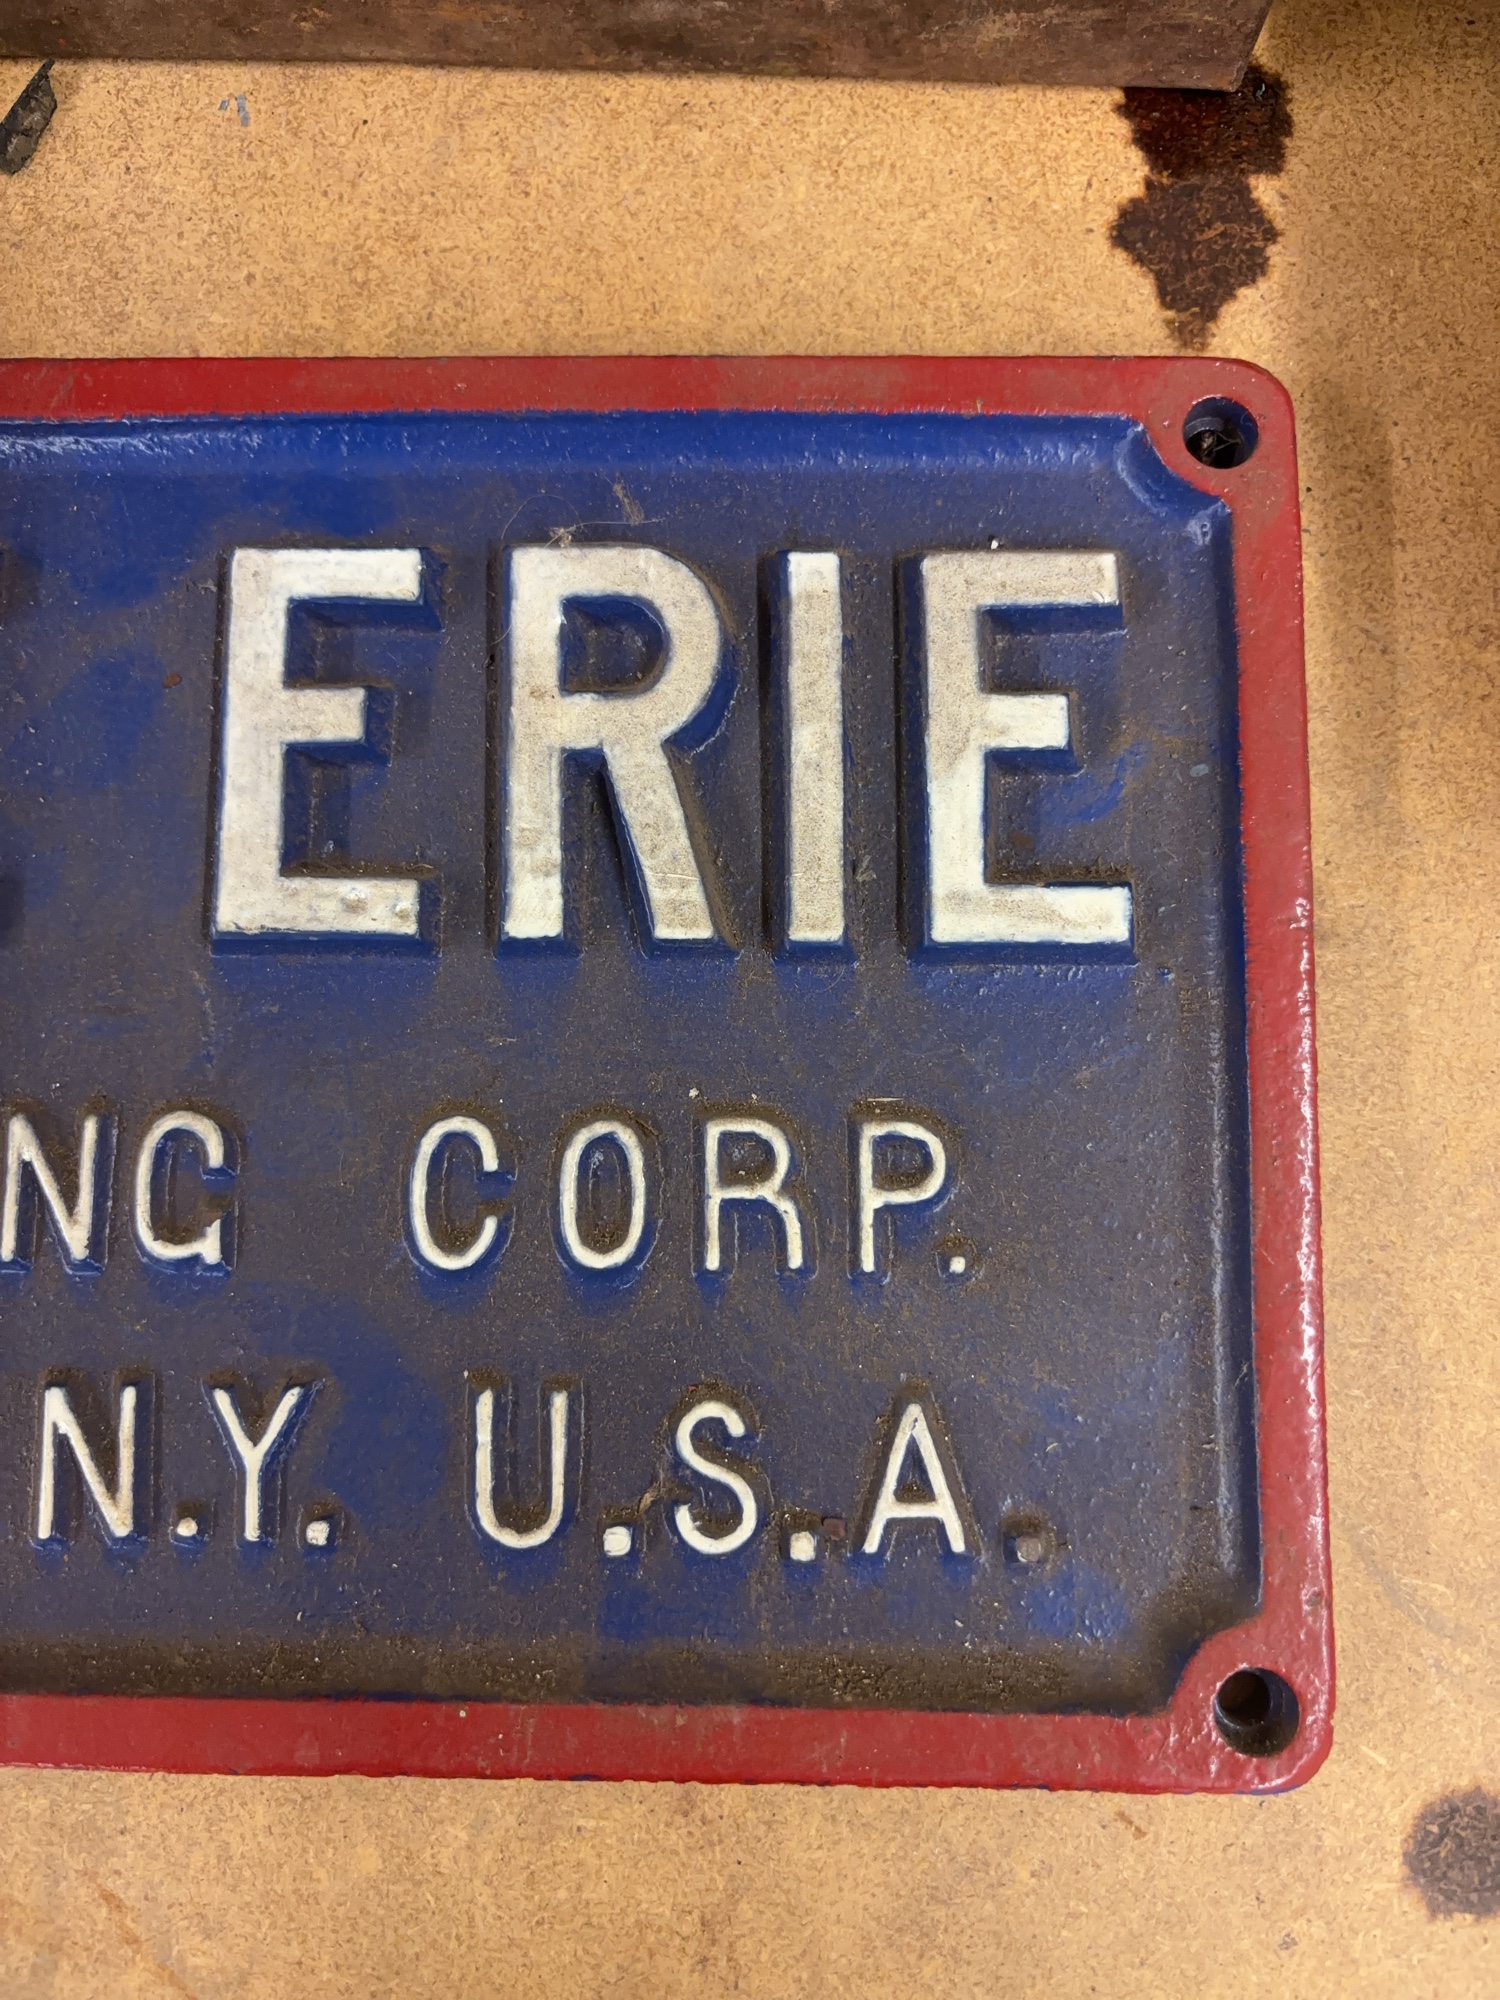 ERIE
NG CORP.
N.Y. U.S.A.